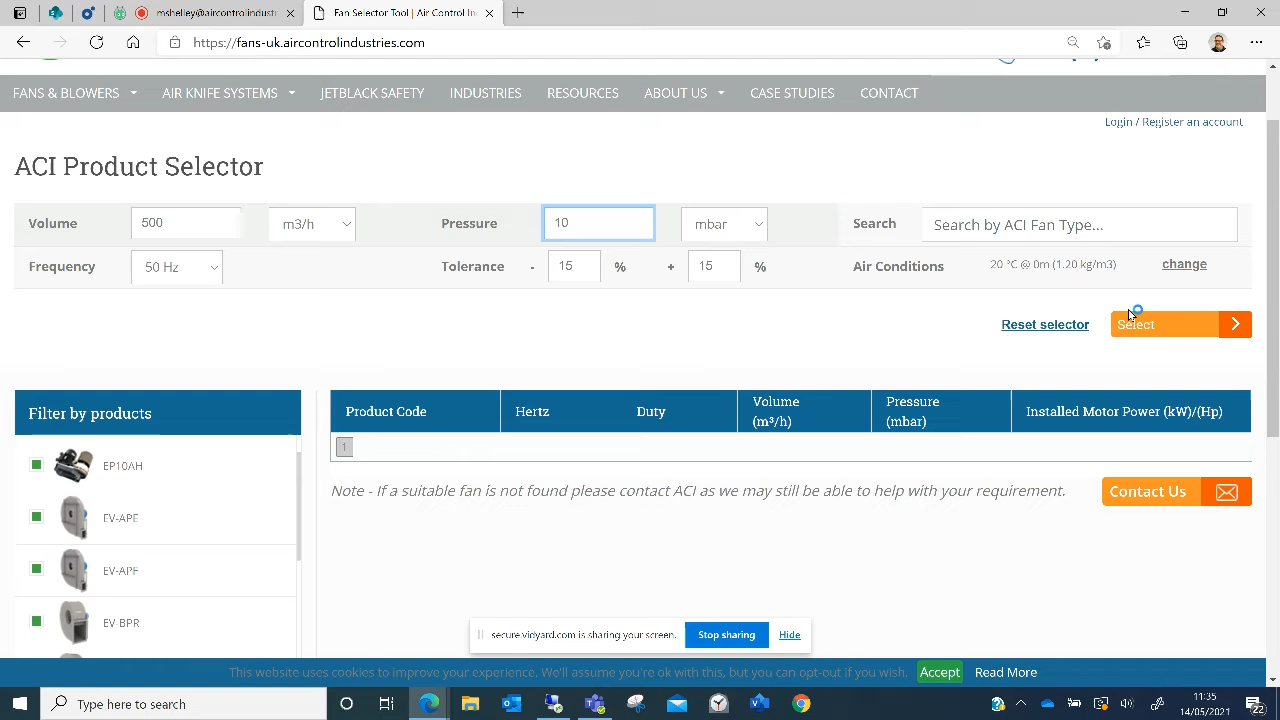 mshelley@aircontrolindust
Fan Selector Tool | Air Control Ind
https://fans-uk.aircontrolindustries.com
FANS & BLOWERS AIR KNIFE SYSTEMS JETBLACK SAFETY INDUSTRIES RESOURCES ABOUT US CASE STUDIES CONTACT
Login / Register an account
ACI Product Selector
Volume 500 m3/h Pressure 10 mbar Search Search by ACI Fan Type...
Frequency 50 Hz Tolerance - 15 % + 15 % Air Conditions 20 °C @ 0m (1.20 kg/m3) change
Reset selector Select
Filter by products
Product Code Hertz Duty Volume (m³/h) Pressure (mbar) Installed Motor Power (kW)/(Hp)
1
EP10AH
EV-APE
EV-APF
EV-BPR
Note - If a suitable fan is not found please contact ACI as we may still be able to help with your requirement.
Contact Us
secure.vidyard.com is sharing your screen. Stop sharing Hide
This website uses cookies to improve your experience. We'll assume you're ok with this, but you can opt-out if you wish. Accept Read More
Type here to search
11:35
14/05/2021
22